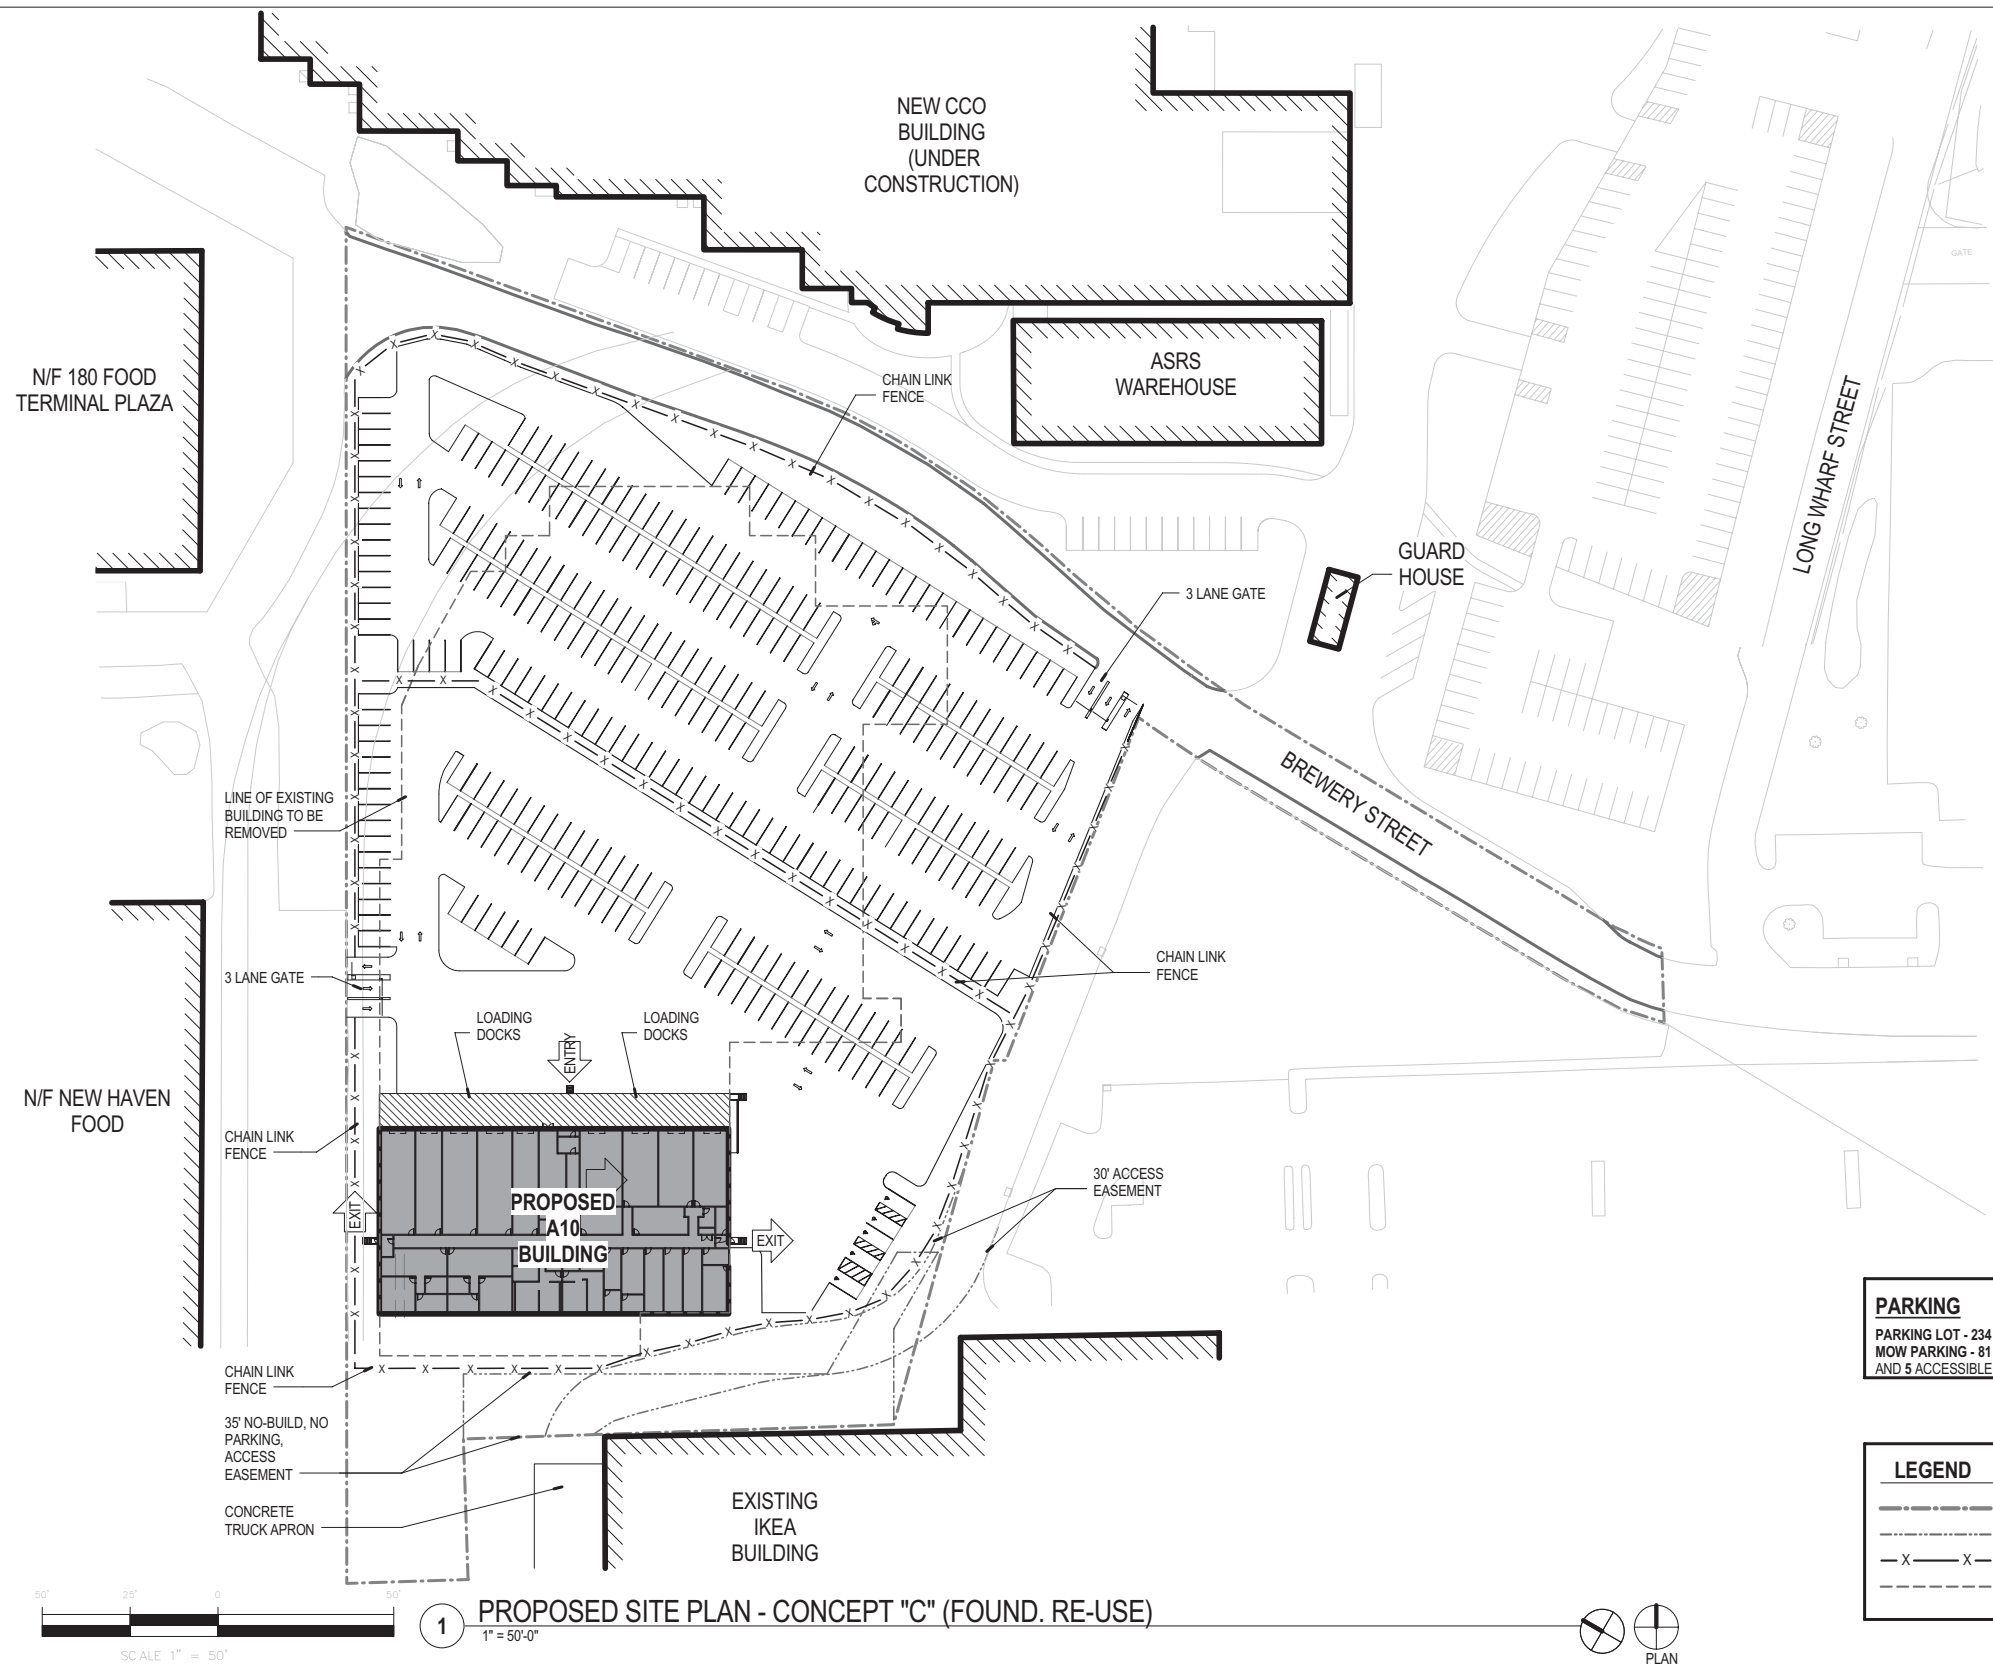 NEW CCO
BUILDING
(UNDER
CONSTRUCTION)
GATE
N/F 180 FOOD
TERMINAL PLAZA
ASRS
WAREHOUSE
CHAIN LINK
FENCE
LONG WHARF STREET
GUARD
HOUSE
3 LANE GATE
BREWERY STREET
LINE OF EXISTING
BUILDING TO BE
REMOVED
3 LANE GATE
CHAIN LINK
FENCE
LOADING
DOCKS
ENTRY
LOADING
DOCKS
N/F NEW HAVEN
FOOD
CHAIN LINK
FENCE
30' ACCESS
EASEMENT
EXIT
PROPOSED
A10
BUILDING
EXIT
PARKING
PARKING LOT - 234
MOW PARKING - 81
AND 5 ACCESSIBLE
CHAIN LINK
FENCE
35' NO-BUILD, NO
PARKING,
ACCESS
EASEMENT
CONCRETE
TRUCK APRON
EXISTING
IKEA
BUILDING
LEGEND
X X
50' 25' 0 50'
SCALE 1" = 50'
1
PROPOSED SITE PLAN - CONCEPT "C" (FOUND. RE-USE)
1" = 50'-0"
PLAN